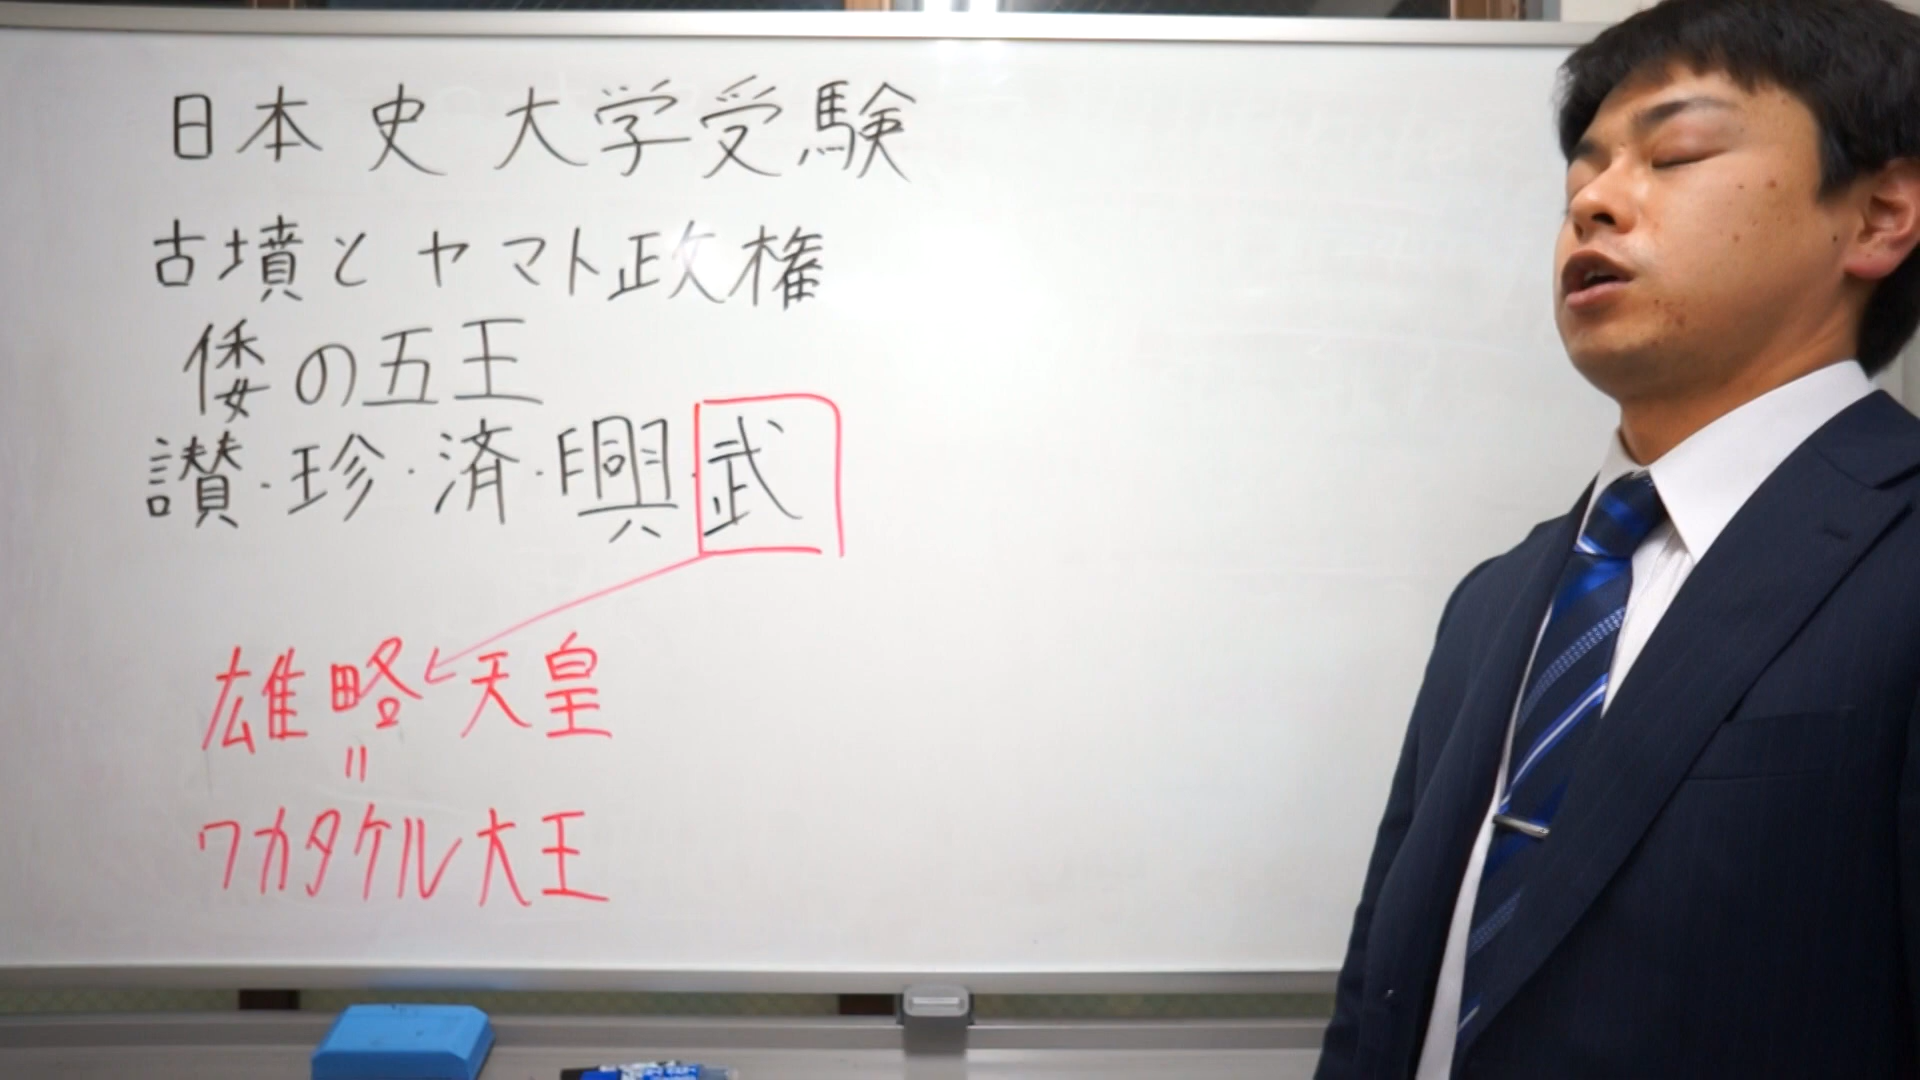 日本史 大学受験
古墳とヤマト政権
倭の五王
讃・珍・済・興・武
雄略天皇
=
ワカタケル大王